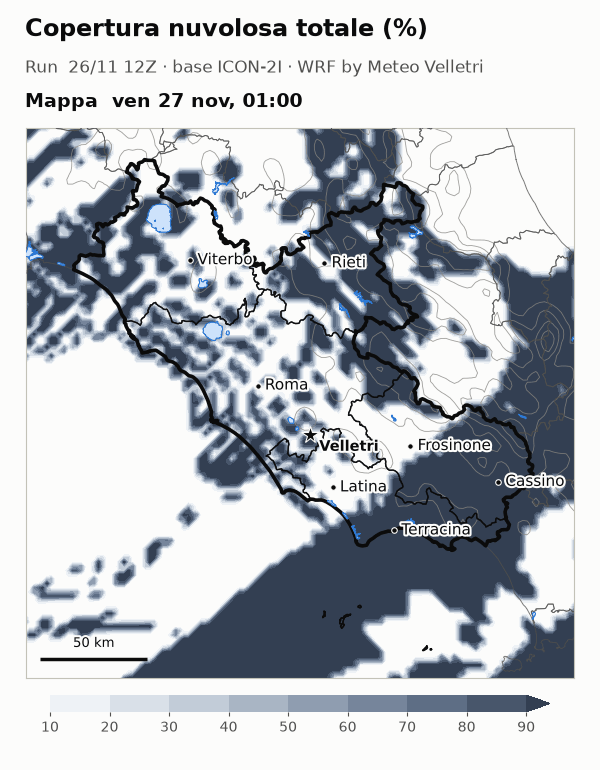 Copertura nuvolosa totale (%)
Run  26/11 12Z · base ICON-2I · WRF by Meteo Velletri
Mappa  ven 27 nov, 01:00
Viterbo
Rieti
Roma
Velletri
Frosinone
Cassino
Latina
Terracina
50 km
10 20 30 40 50 60 70 80 90